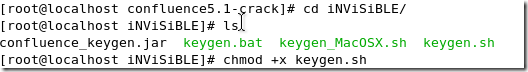 [root@localhost confluence5.1-crack]# cd iNViSiBLE/
[root@localhost iNViSiBLE]# ls
confluence_keygen.jar  keygen.bat  keygen_MacOSX.sh  keygen.sh
[root@localhost iNViSiBLE]# chmod +x keygen.sh